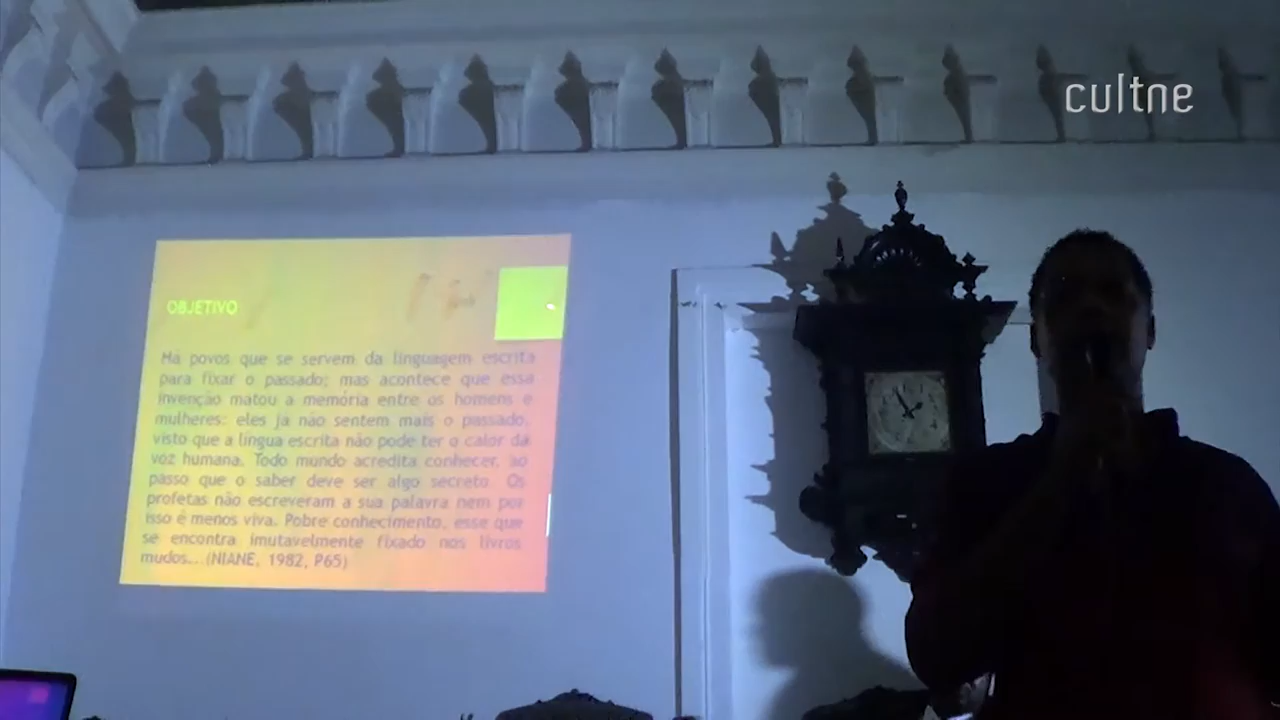 cultne
OBJETIVO
Há povos que se servem da linguagem escrita
para fixar o passado; mas acontece que essa
invenção matou a memória entre os homens e
mulheres: eles já não sentem mais o passado,
visto que a língua escrita não pode ter o calor da
voz humana. Todo mundo acredita conhecer, ao
passo que o saber deve ser algo secreto. Os
profetas não escreveram a sua palavra nem por
isso é menos viva. Pobre conhecimento, esse que
se encontra imutavelmente fixado nos livros
mudos...(NIANE, 1982, P65)